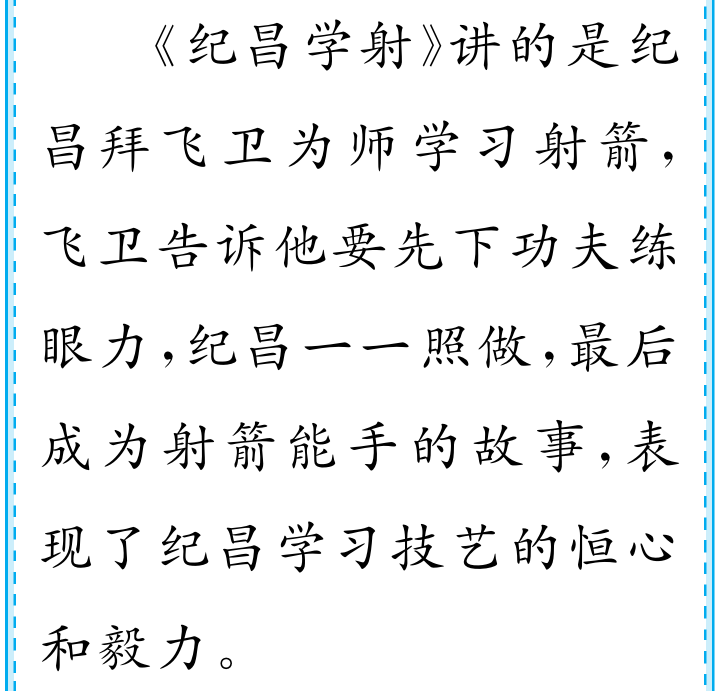 《纪昌学射》讲的是纪
昌拜飞卫为师学习射箭，
飞卫告诉他要先下功夫练
眼力，纪昌一一照做，最后
成为射箭能手的故事，表
现了纪昌学习技艺的恒心
和毅力。